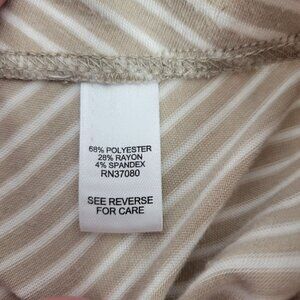 68% POLYESTER
28% RAYON
4% SPANDEX
RN37080
SEE REVERSE
FOR CARE